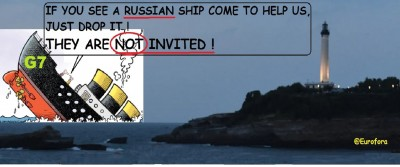 IF YOU SEE A RUSSIAN SHIP COME TO HELP US,
JUST DROP IT !
THEY ARE NOT INVITED !
G7
@Eurofora